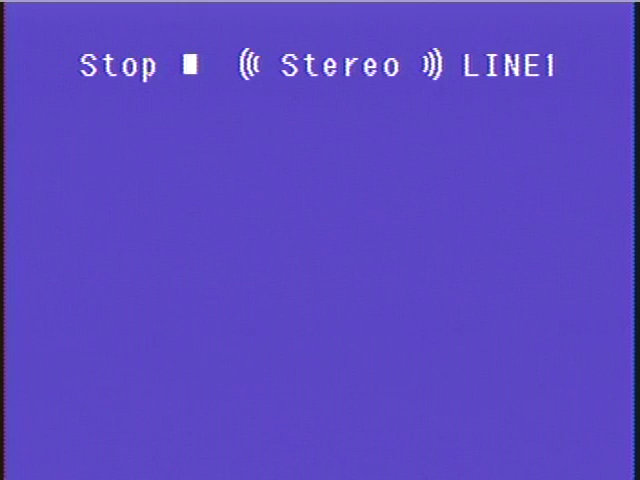 Stop ■ ((( Stereo ))) LINE1